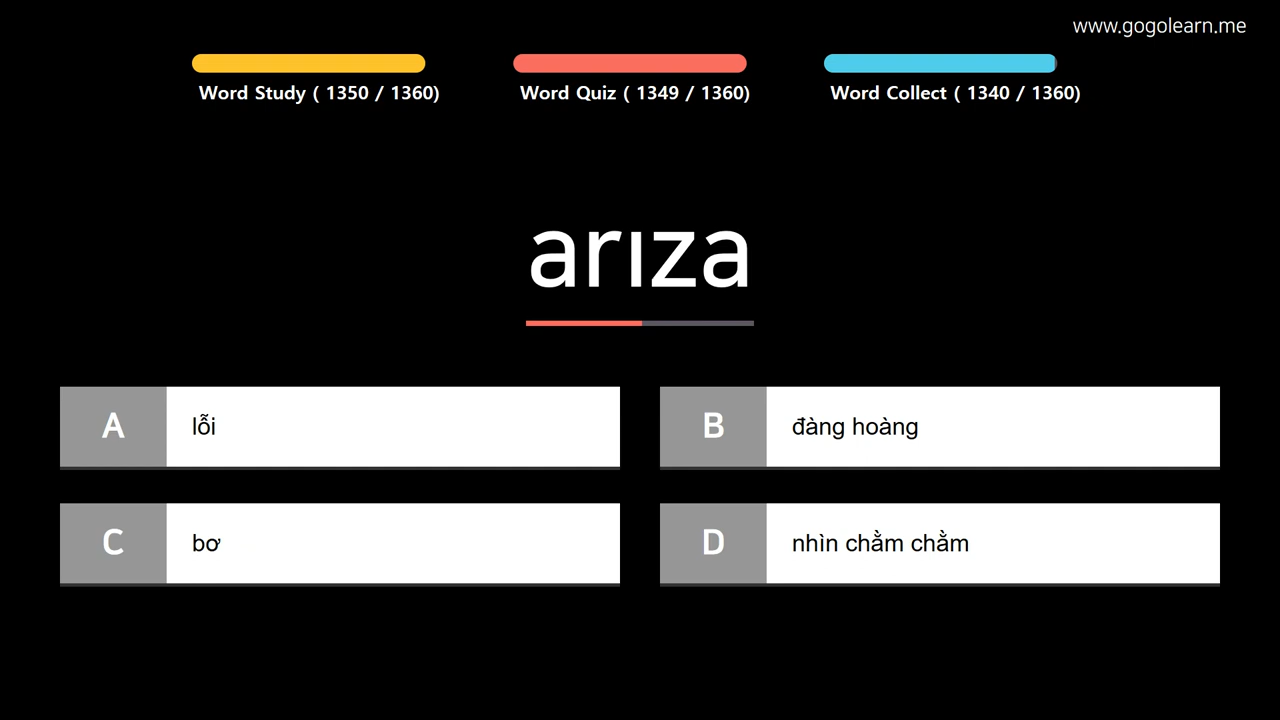 www.gogolearn.me
Word Study ( 1350 / 1360)
Word Quiz ( 1349 / 1360)
Word Collect ( 1340 / 1360)
arıza
A
lỗi
B
đàng hoàng
C
bơ
D
nhìn chằm chằm